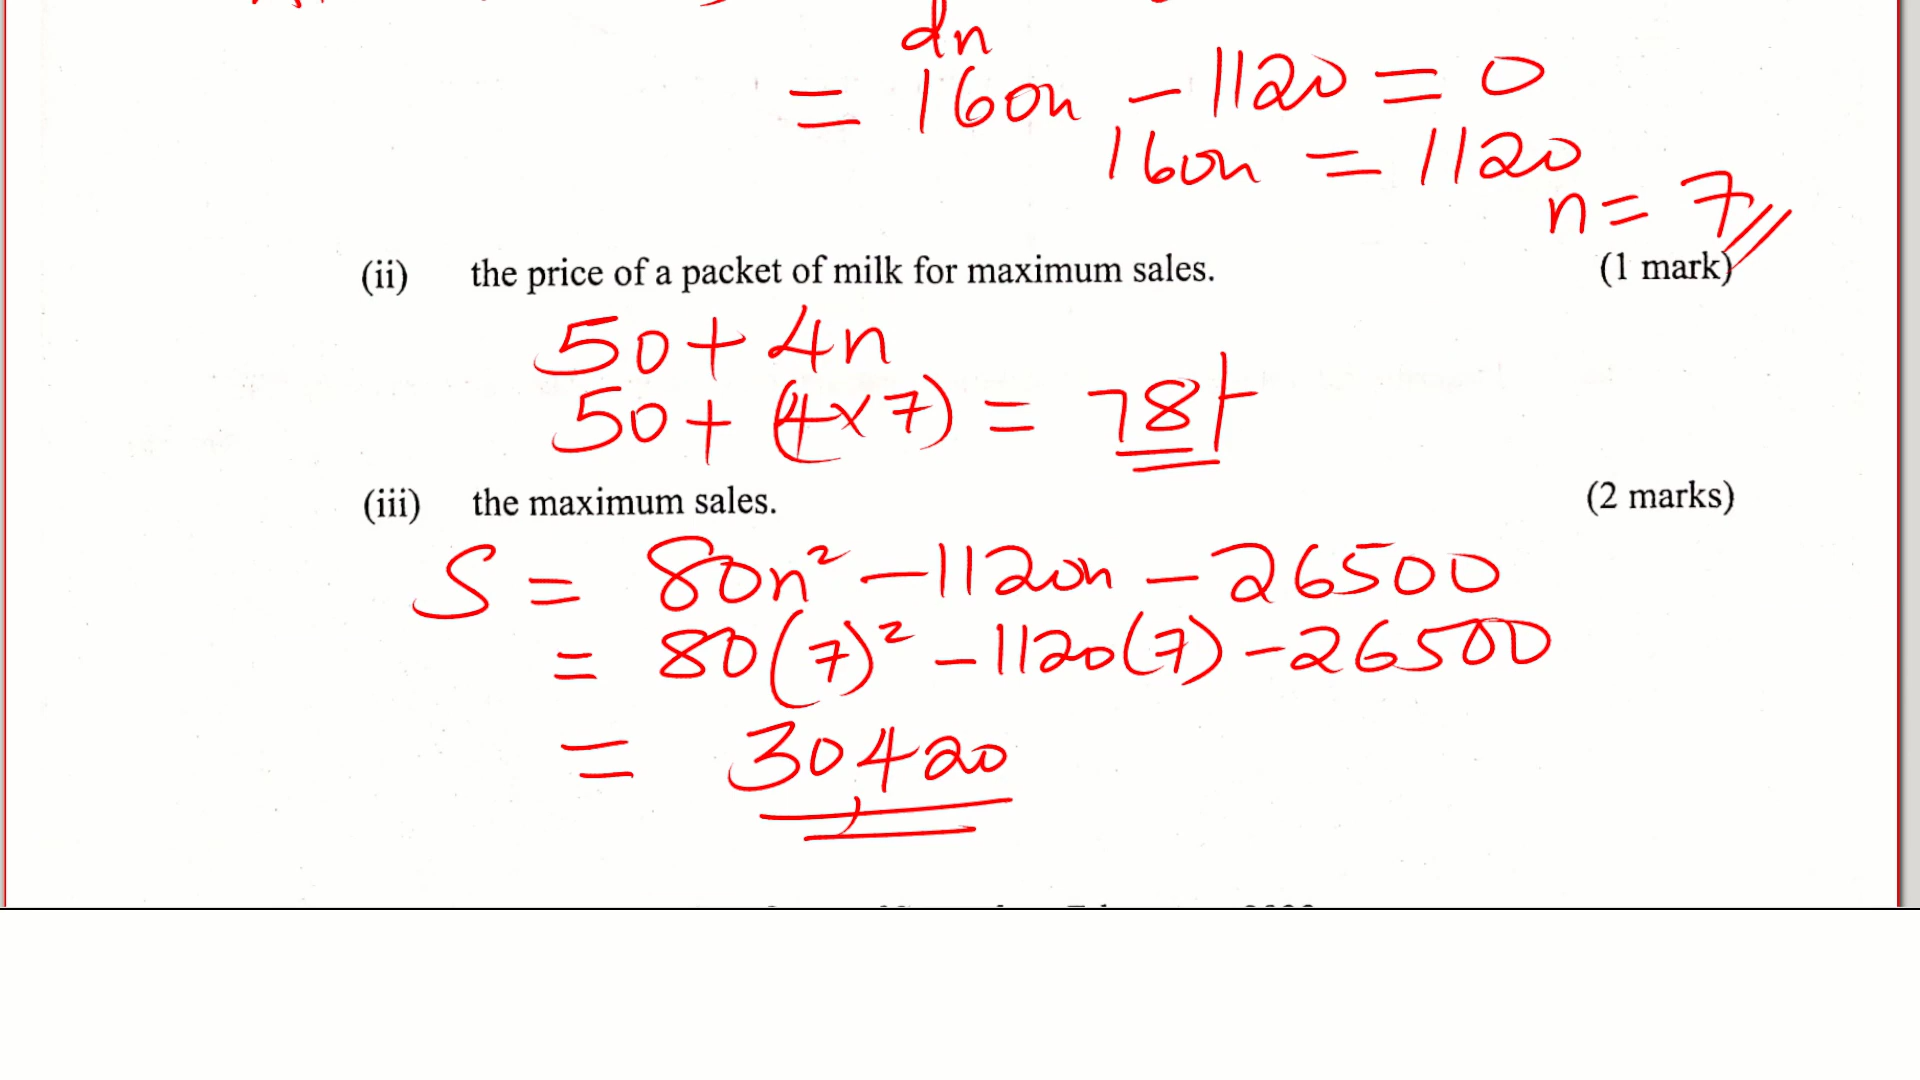 dn
= 160n - 1120 = 0
160n = 1120
n = 7
(ii) the price of a packet of milk for maximum sales. (1 mark)
50 + 4n
50 + (4×7) = 78/-
(iii) the maximum sales. (2 marks)
S = 80n² - 1120n - 26500
= 80(7)² - 1120(7) - 26500
= 30420